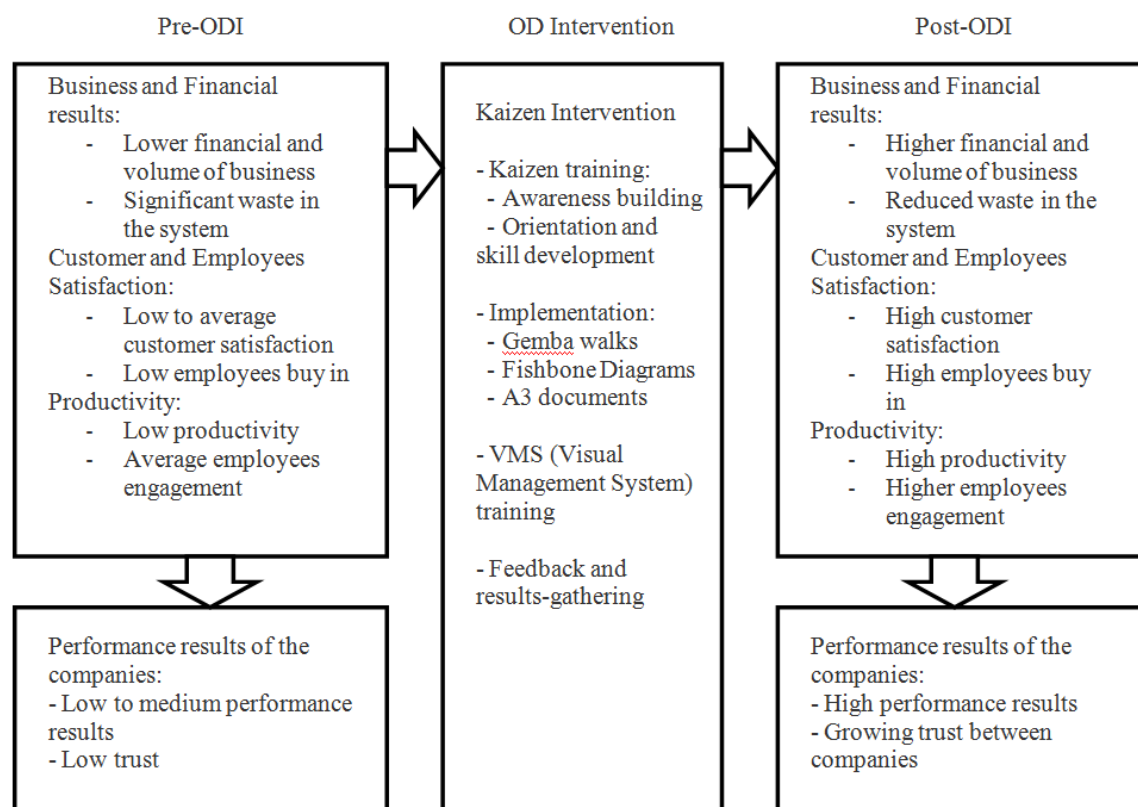 Pre-ODI
OD Intervention
Post-ODI
Business and Financial
results:
- Lower financial and
volume of business
- Significant waste in
the system
Customer and Employees
Satisfaction:
- Low to average
customer satisfaction
- Low employees buy in
Productivity:
- Low productivity
- Average employees
engagement
Performance results of the
companies:
- Low to medium performance
results
- Low trust
Kaizen Intervention
- Kaizen training:
- Awareness building
- Orientation and
skill development
- Implementation:
- Gemba walks
- Fishbone Diagrams
- A3 documents
- VMS (Visual
Management System)
training
- Feedback and
results-gathering
Business and Financial
results:
- Higher financial and
volume of business
- Reduced waste in the
system
Customer and Employees
Satisfaction:
- High customer
satisfaction
- High employees buy
in
Productivity:
- High productivity
- Higher employees
engagement
Performance results of the
companies:
- High performance results
- Growing trust between
companies